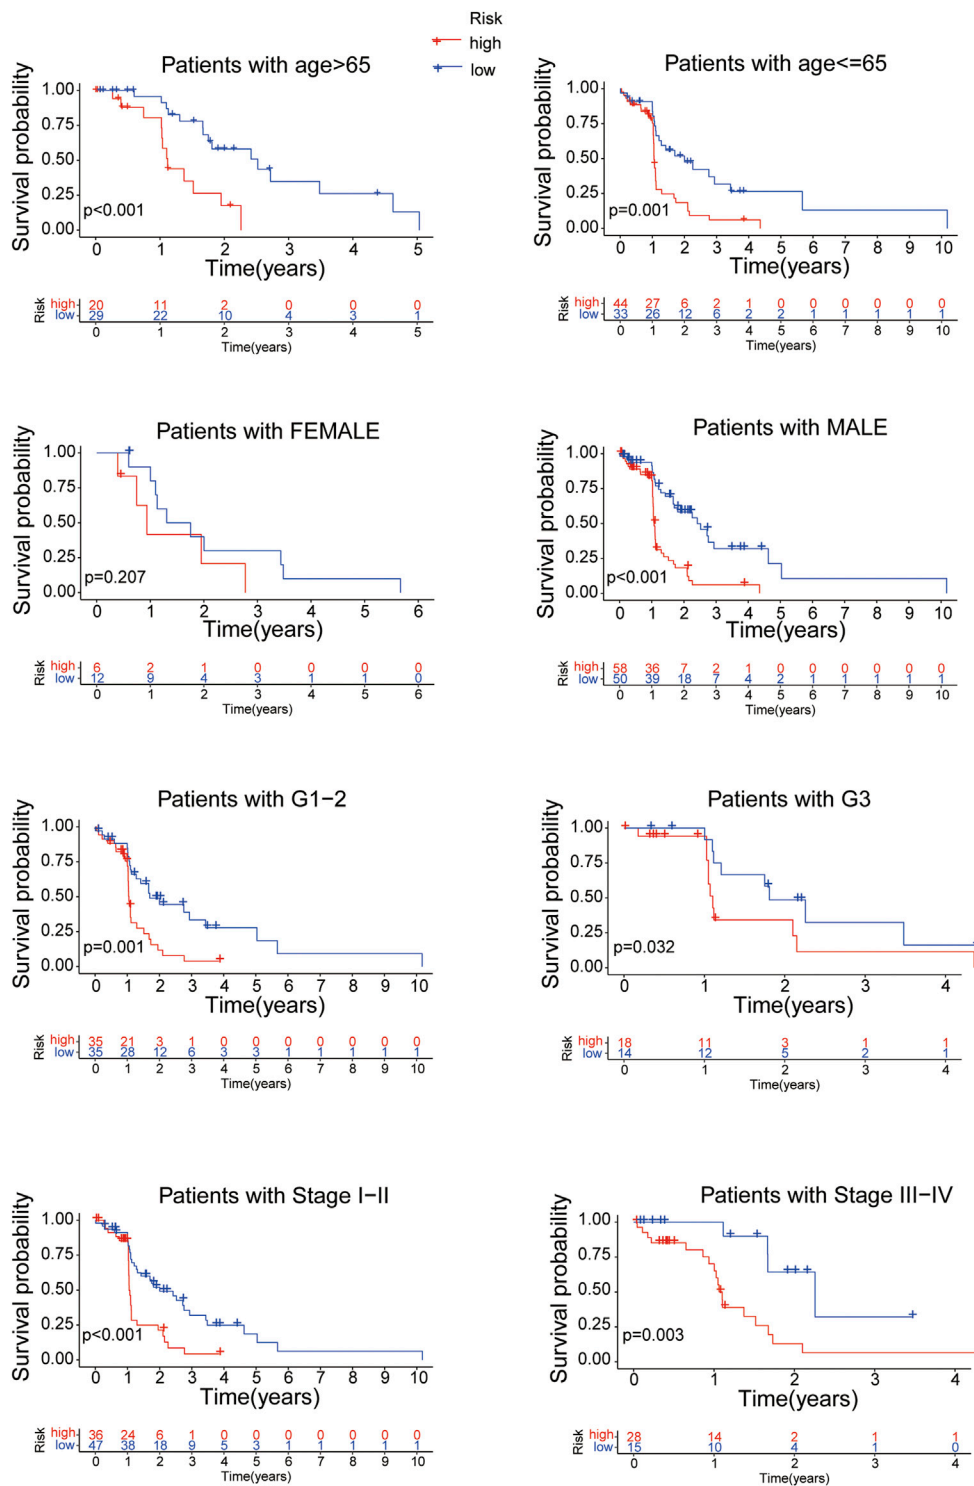 Risk
high
low
Patients with age>65
Survival probability
1.00
0.75
0.50
0.25
0.00
p<0.001
0 1 2 3 4 5
Time(years)
Risk
high 20 11 2 0 0 0
low 29 22 10 4 3 1
0 1 2 3 4 5
Time(years)
Patients with age<=65
Survival probability
1.00
0.75
0.50
0.25
0.00
p=0.001
0 1 2 3 4 5 6 7 8 9 10
Time(years)
Risk
high 44 27 6 2 1 0 0 0 0 0 0
low 33 26 12 6 2 2 1 1 1 1 1
0 1 2 3 4 5 6 7 8 9 10
Time(years)
Patients with FEMALE
Survival probability
1.00
0.75
0.50
0.25
0.00
p=0.207
0 1 2 3 4 5 6
Time(years)
Risk
high 6 2 1 0 0 0 0
low 12 9 4 3 1 1 0
0 1 2 3 4 5 6
Time(years)
Patients with MALE
Survival probability
1.00
0.75
0.50
0.25
0.00
p<0.001
0 1 2 3 4 5 6 7 8 9 10
Time(years)
Risk
high 58 36 7 2 1 0 0 0 0 0 0
low 50 39 18 7 4 2 1 1 1 1 1
0 1 2 3 4 5 6 7 8 9 10
Time(years)
Patients with G1−2
Survival probability
1.00
0.75
0.50
0.25
0.00
p=0.001
0 1 2 3 4 5 6 7 8 9 10
Time(years)
Risk
high 35 21 3 1 0 0 0 0 0 0 0
low 35 28 12 6 3 3 1 1 1 1 1
0 1 2 3 4 5 6 7 8 9 10
Time(years)
Patients with G3
Survival probability
1.00
0.75
0.50
0.25
0.00
p=0.032
0 1 2 3 4
Time(years)
Risk
high 18 11 3 1 1
low 14 12 5 2 1
0 1 2 3 4
Time(years)
Patients with Stage I−II
Survival probability
1.00
0.75
0.50
0.25
0.00
p<0.001
0 1 2 3 4 5 6 7 8 9 10
Time(years)
Risk
high 36 24 6 1 0 0 0 0 0 0 0
low 47 38 18 9 5 3 1 1 1 1 1
0 1 2 3 4 5 6 7 8 9 10
Time(years)
Patients with Stage III−IV
Survival probability
1.00
0.75
0.50
0.25
0.00
p=0.003
0 1 2 3 4
Time(years)
Risk
high 28 14 2 1 1
low 15 10 4 1 0
0 1 2 3 4
Time(years)